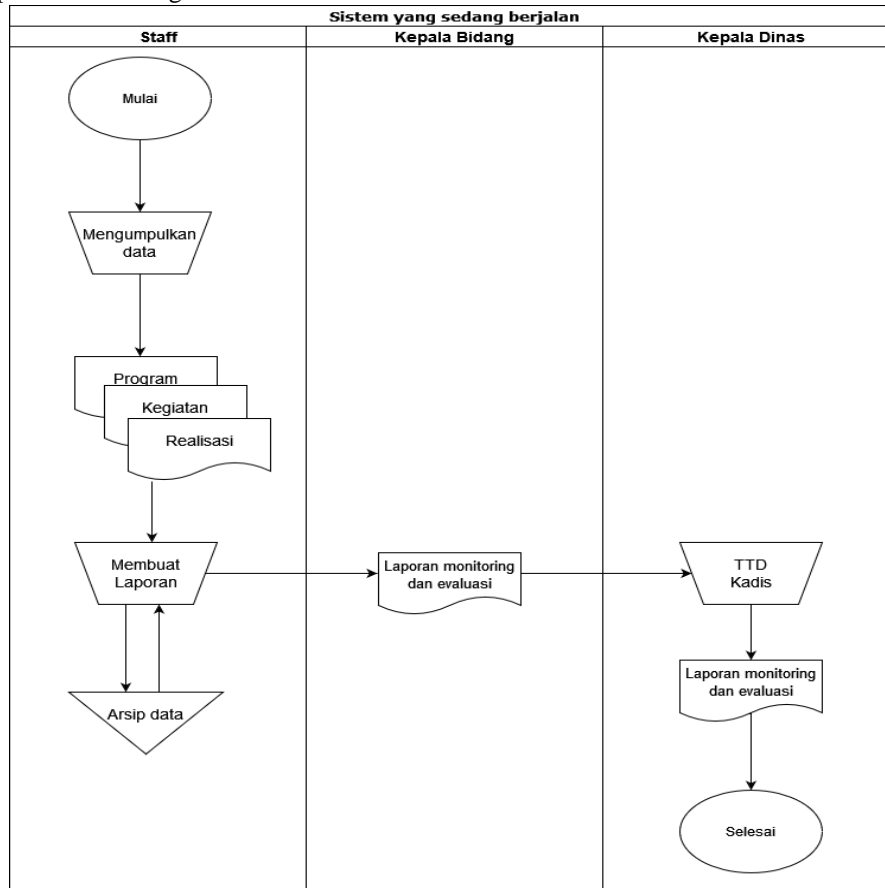 Sistem yang sedang berjalan
Staff
Kepala Bidang
Kepala Dinas
Mulai
Mengumpulkan
data
Program
Kegiatan
Realisasi
Membuat
Laporan
Laporan monitoring
dan evaluasi
TTD
Kadis
Arsip data
Laporan monitoring
dan evaluasi
Selesai